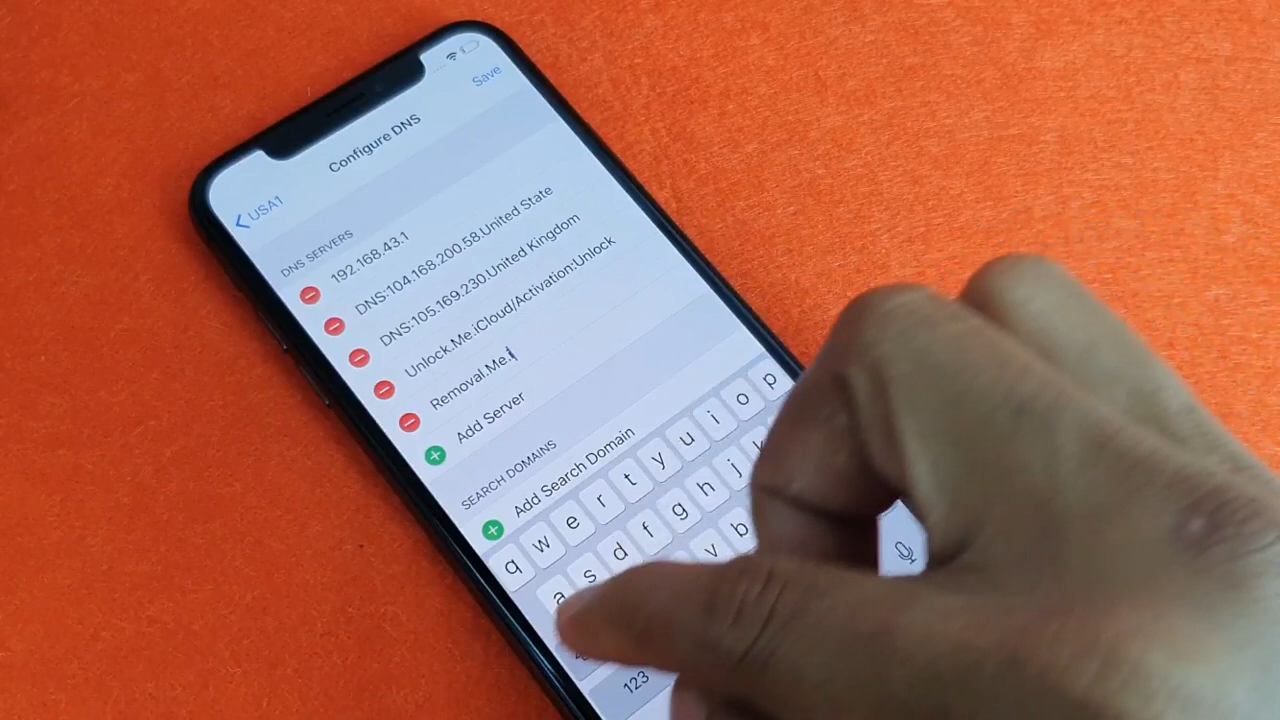 Save
Configure DNS
USA1
DNS SERVERS
192.168.43.1
DNS:104.168.200.58.United State
DNS:105.169.230.United Kingdom
Unlock.Me:iCloud/Activation:Unlock
Removal.Me:
Add Server
SEARCH DOMAINS
Add Search Domain
q w e r t y u i o p
a s d f g h j k
v b
123